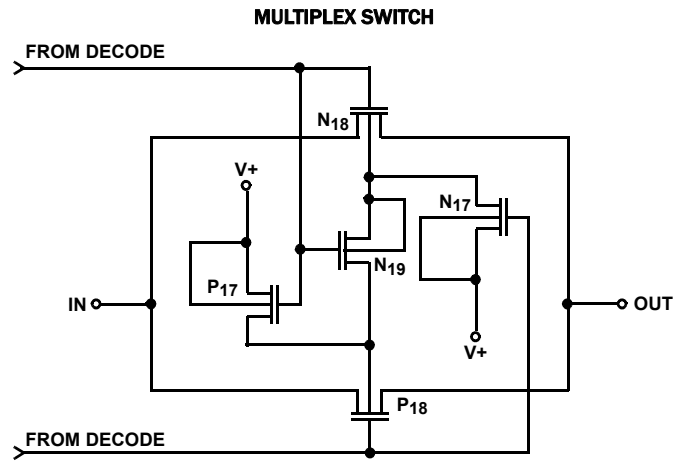 MULTIPLEX SWITCH
FROM DECODE
N18
V+
N17
N19
P17
IN
OUT
V+
P18
FROM DECODE